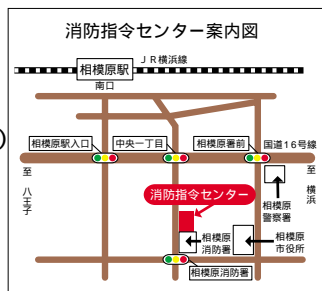 消防指令センター案内図
JR横浜線
相模原駅
南口
相模原駅入口
中央一丁目
相模原署前
国道16号線
至 八王子
至 横浜
消防指令センター
相模原
警察署
相模原
消防署
相模原
市役所
相模原消防署